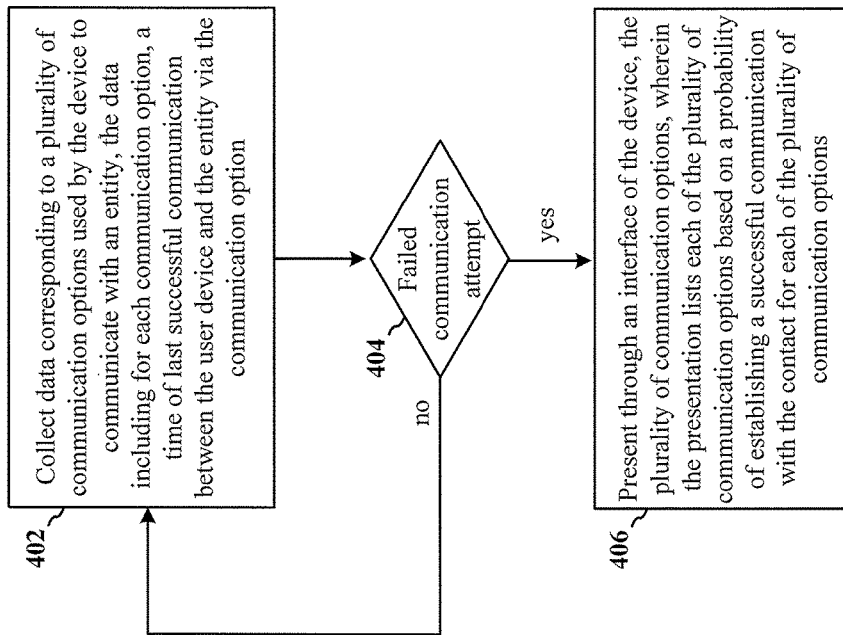 402
Collect data corresponding to a plurality of
communication options used by the device to
communicate with an entity, the data
including for each communication option, a
time of last successful communication
between the user device and the entity via the
communication option
404
Failed
communication
attempt
no
yes
406
Present through an interface of the device, the
plurality of communication options, wherein
the presentation lists each of the plurality of
communication options based on a probability
of establishing a successful communication
with the contact for each of the plurality of
communication options